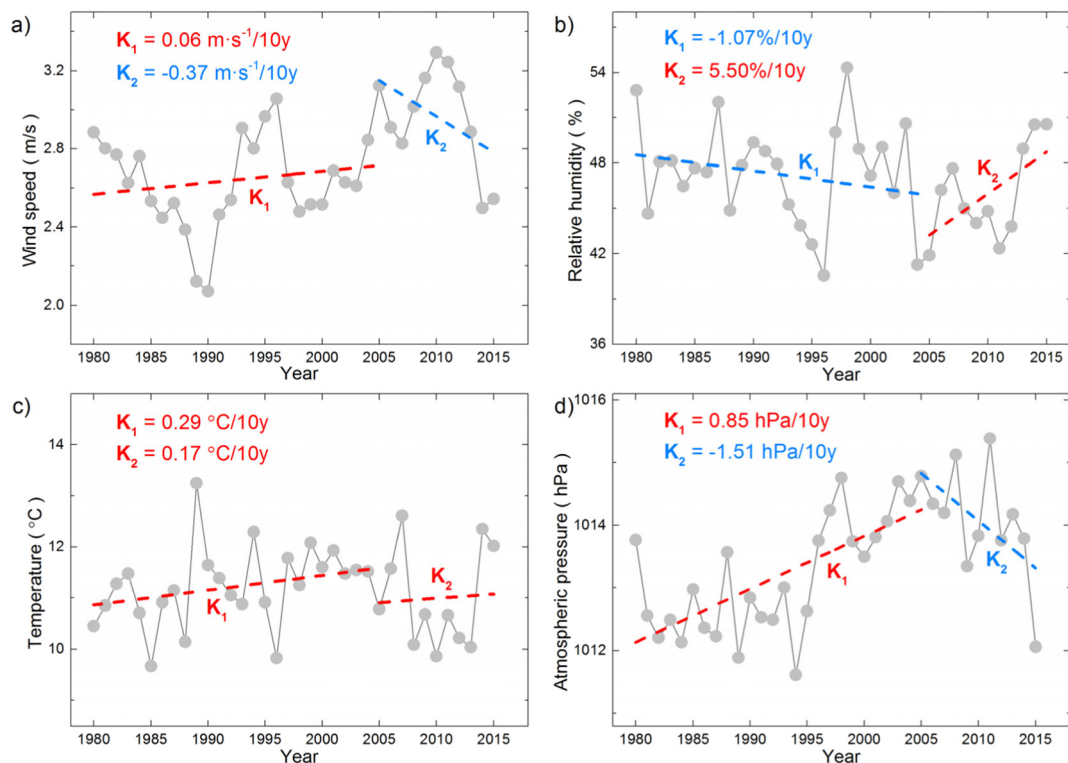 a)
K₁ = 0.06 m·s⁻¹/10y
K₂ = -0.37 m·s⁻¹/10y
3.2
2.8
2.4
2.0
Wind speed ( m/s )
K₁
K₂
1980 1985 1990 1995 2000 2005 2010 2015
Year
b)
K₁ = -1.07%/10y
K₂ = 5.50%/10y
54
48
42
36
Relative humidity ( % )
K₁
K₂
1980 1985 1990 1995 2000 2005 2010 2015
Year
c)
K₁ = 0.29 °C/10y
K₂ = 0.17 °C/10y
14
12
10
Temperature ( °C )
K₁
K₂
1980 1985 1990 1995 2000 2005 2010 2015
Year
d)
K₁ = 0.85 hPa/10y
K₂ = -1.51 hPa/10y
1016
1014
1012
Atmospheric pressure ( hPa )
K₁
K₂
1980 1985 1990 1995 2000 2005 2010 2015
Year